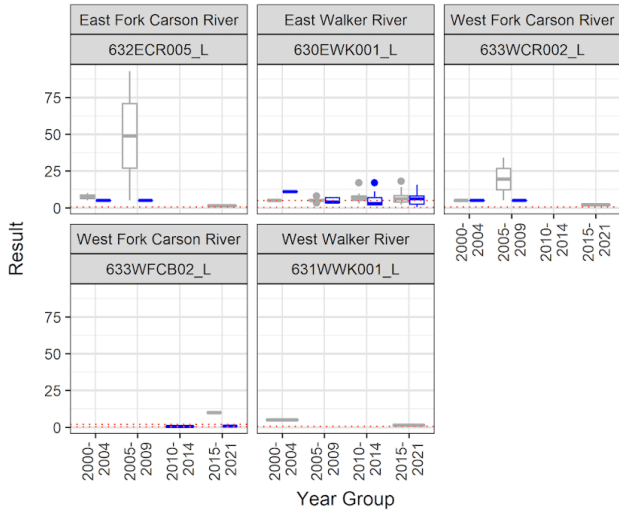 East Fork Carson River
East Walker River
West Fork Carson River
632ECR005_L
630EWK001_L
633WCR002_L
75
50
25
0
2000-
2004
2005-
2009
2010-
2014
2015-
2021
West Fork Carson River
West Walker River
633WFCB02_L
631WWK001_L
75
50
25
0
2000-
2004
2005-
2009
2010-
2014
2015-
2021
2000-
2004
2005-
2009
2010-
2014
2015-
2021
Result
Year Group